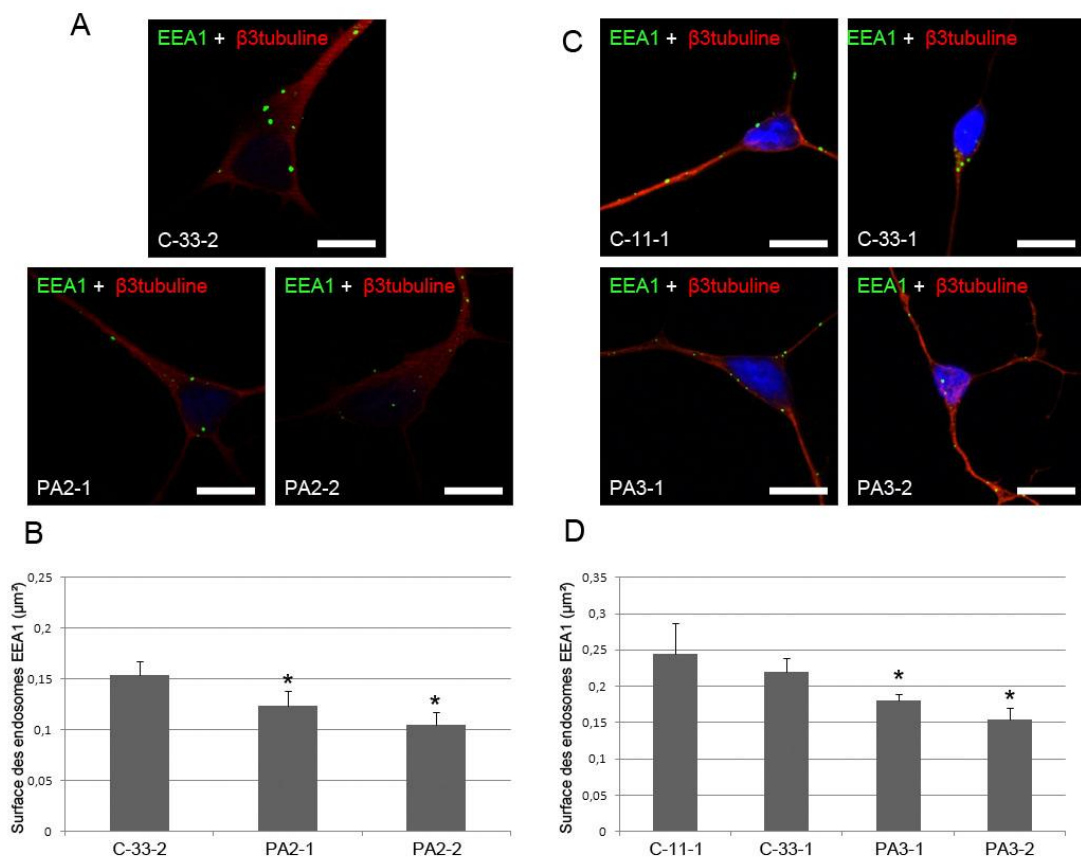 A
EEA1 + β3tubuline
C-33-2
EEA1 + β3tubuline
PA2-1
EEA1 + β3tubuline
PA2-2
B
Surface des endosomes EEA1 (µm²)
0,25
0,2
0,15
0,1
0,05
0
*
*
C-33-2 PA2-1 PA2-2
C
EEA1 + β3tubuline
C-11-1
EEA1 + β3tubuline
C-33-1
EEA1 + β3tubuline
PA3-1
EEA1 + β3tubuline
PA3-2
D
Surface des endosomes EEA1 (µm²)
0,35
0,3
0,25
0,2
0,15
0,1
0,05
0
*
*
C-11-1 C-33-1 PA3-1 PA3-2